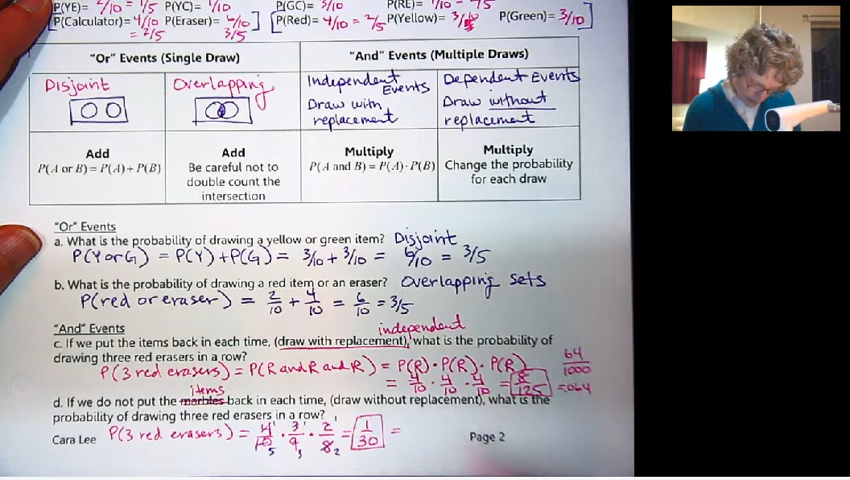 P(YE)= 2/10 = 1/5 P(YC)= 1/10 P(GC)= 3/10 P(RE)=
P(Calculator)= 4/10 = 2/5 P(Eraser)= 6/10 3/5 P(Red)= 4/10 = 2/5 P(Yellow)= 3/10 P(Green)= 3/10
"Or" Events (Single Draw) "And" Events (Multiple Draws)
Disjoint Overlapping Independent Events Dependent Events
Draw with replacement Draw without replacement
Add Add Multiply Multiply
P(A or B) = P(A) + P(B) Be careful not to double count the intersection P(A and B) = P(A) · P(B) Change the probability for each draw
"Or" Events
a. What is the probability of drawing a yellow or green item? Disjoint
P(Y or G) = P(Y) + P(G) = 3/10 + 3/10 = 6/10 = 3/5
b. What is the probability of drawing a red item or an eraser? Overlapping sets
P(red or eraser) = 2/10 + 4/10 = 6/10 = 3/5
"And" Events
independent
c. If we put the items back in each time, (draw with replacement), what is the probability of
drawing three red erasers in a row?
P(3 red erasers) = P(R and R and R) = P(R) · P(R) · P(R)
= 4/10 · 4/10 · 4/10 = 8/125 64/1000 = .064
items
d. If we do not put the marbles back in each time, (draw without replacement), what is the
probability of drawing three red erasers in a row?
Cara Lee P(3 red erasers) = 4/10 · 3/9 · 2/8 = 1/30 =
Page 2